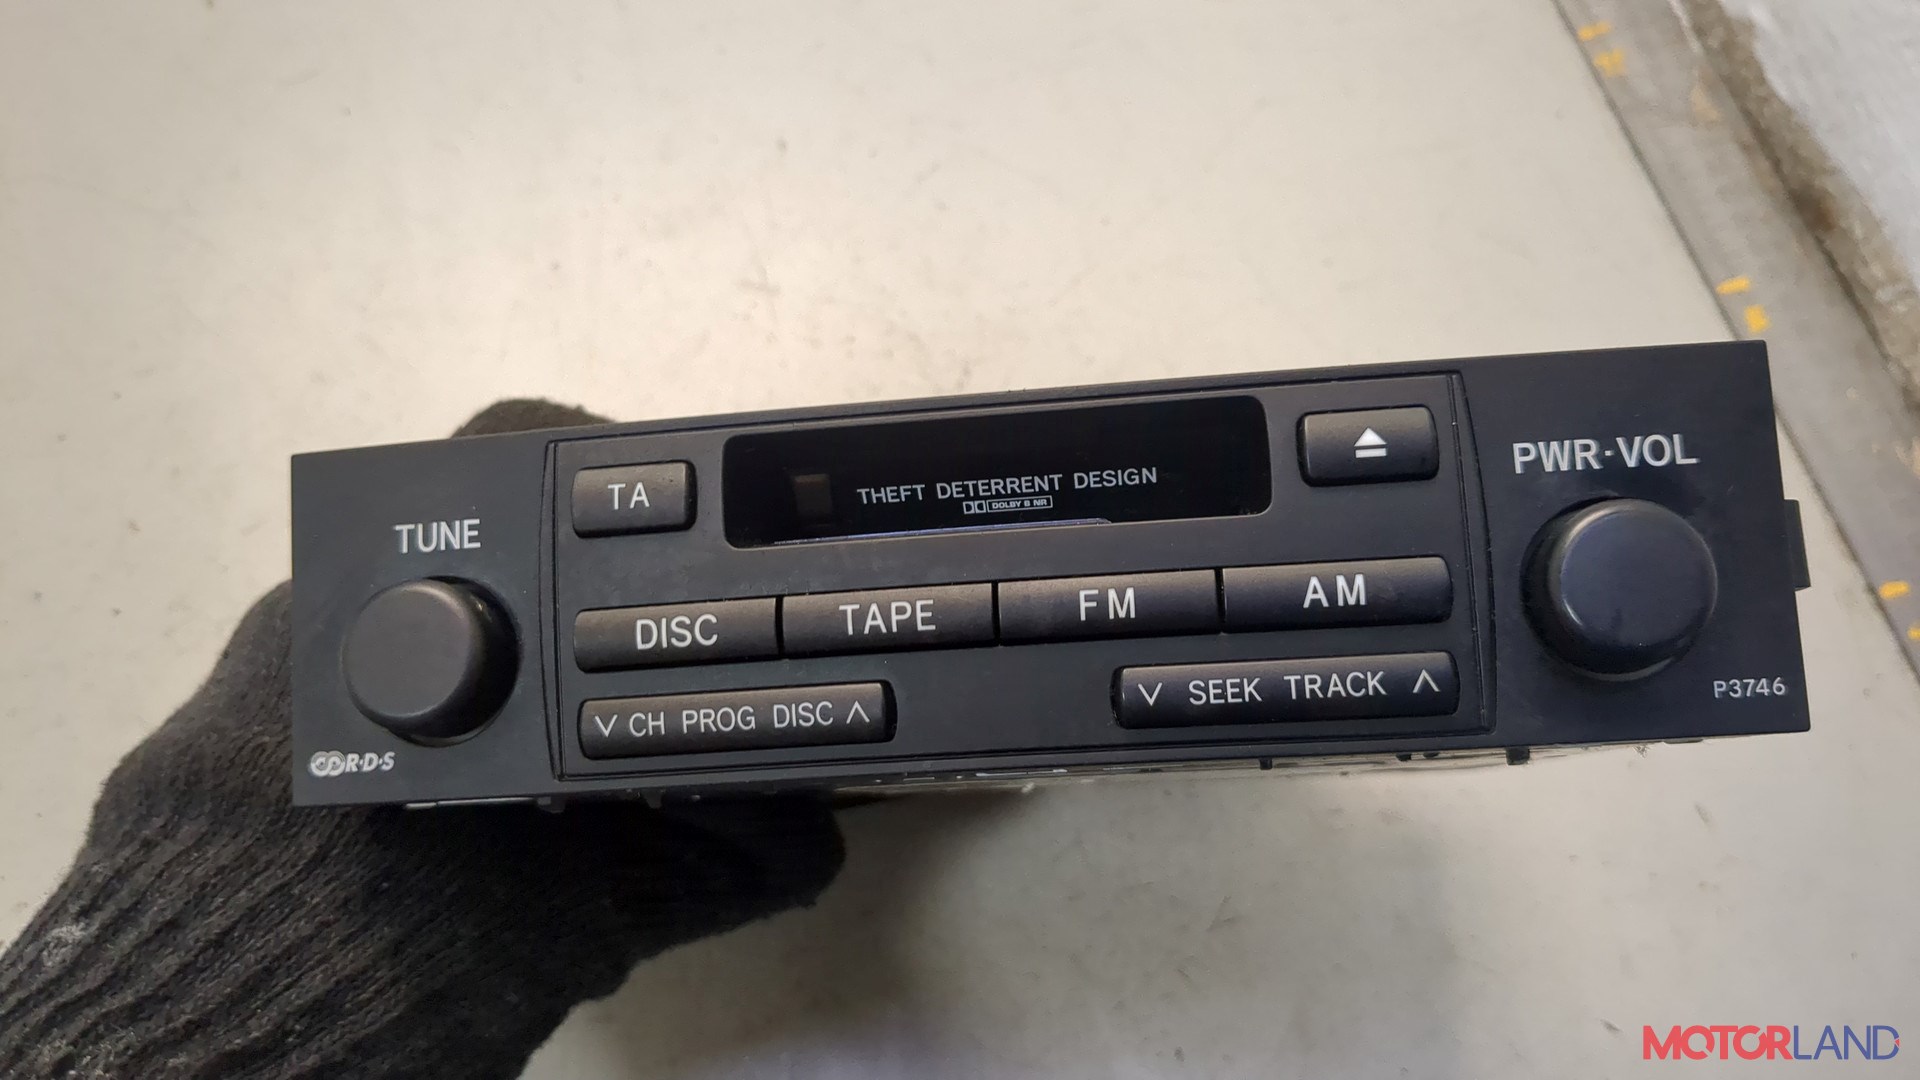 PWR·VOL
TA
THEFT DETERRENT DESIGN
DOLBY B NR
TUNE
DISC
TAPE
FM
AM
∨ CH PROG DISC ∧
∨ SEEK TRACK ∧
P3746
R·D·S
MOTORLAND